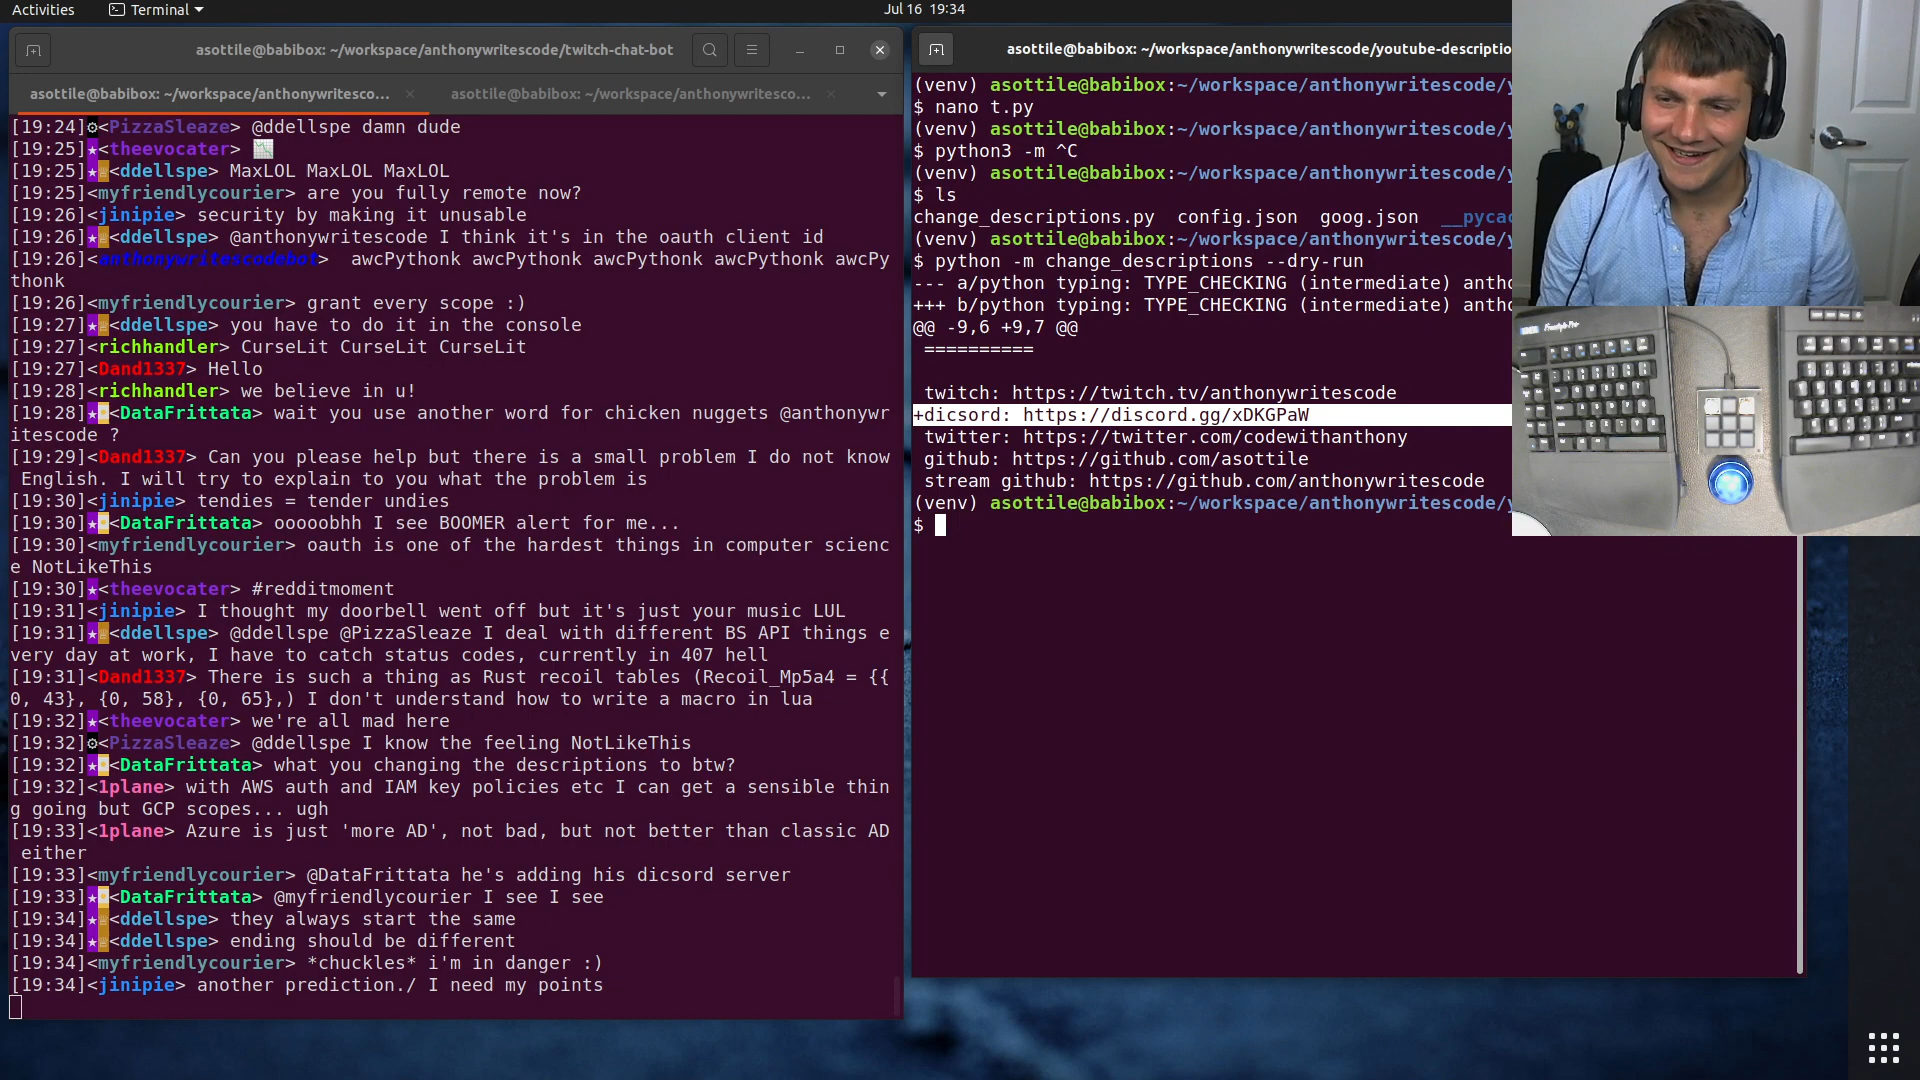 Activities
Terminal
Jul 16 19:34
asottile@babibox: ~/workspace/anthonywritescode/twitch-chat-bot
asottile@babibox: ~/workspace/anthonywritesco...
asottile@babibox: ~/workspace/anthonywritesco...
[19:24]<PizzaSleaze> @ddellspe damn dude
[19:25]★<theevocater>
[19:25]★<ddellspe> MaxLOL MaxLOL MaxLOL
[19:25]<myfriendlycourier> are you fully remote now?
[19:26]<jinipie> security by making it unusable
[19:26]★<ddellspe> @anthonywritescode I think it's in the oauth client id
[19:26]<anthonywritescodebot>  awcPythonk awcPythonk awcPythonk awcPythonk awcPy
thonk
[19:26]<myfriendlycourier> grant every scope :)
[19:27]★<ddellspe> you have to do it in the console
[19:27]<richhandler> CurseLit CurseLit CurseLit
[19:27]<Dand1337> Hello
[19:28]<richhandler> we believe in u!
[19:28]★<DataFrittata> wait you use another word for chicken nuggets @anthonywr
itescode ?
[19:29]<Dand1337> Can you please help but there is a small problem I do not know
English. I will try to explain to you what the problem is
[19:30]<jinipie> tendies = tender undies
[19:30]★<DataFrittata> ooooobhh I see BOOMER alert for me...
[19:30]<myfriendlycourier> oauth is one of the hardest things in computer scienc
e NotLikeThis
[19:30]★<theevocater> #redditmoment
[19:31]<jinipie> I thought my doorbell went off but it's just your music LUL
[19:31]★<ddellspe> @ddellspe @PizzaSleaze I deal with different BS API things e
very day at work, I have to catch status codes, currently in 407 hell
[19:31]<Dand1337> There is such a thing as Rust recoil tables (Recoil_Mp5a4 = {{
0, 43}, {0, 58}, {0, 65},) I don't understand how to write a macro in lua
[19:32]★<theevocater> we're all mad here
[19:32]<PizzaSleaze> @ddellspe I know the feeling NotLikeThis
[19:32]★<DataFrittata> what you changing the descriptions to btw?
[19:32]<1plane> with AWS auth and IAM key policies etc I can get a sensible thin
g going but GCP scopes... ugh
[19:33]<1plane> Azure is just 'more AD', not bad, but not better than classic AD
either
[19:33]<myfriendlycourier> @DataFrittata he's adding his dicsord server
[19:33]★<DataFrittata> @myfriendlycourier I see I see
[19:34]★<ddellspe> they always start the same
[19:34]★<ddellspe> ending should be different
[19:34]<myfriendlycourier> *chuckles* i'm in danger :)
[19:34]<jinipie> another prediction./ I need my points
asottile@babibox: ~/workspace/anthonywritescode/youtube-descriptio
(venv) asottile@babibox:~/workspace/anthonywritescode/y
$ nano t.py
(venv) asottile@babibox:~/workspace/anthonywritescode/y
$ python3 -m ^C
(venv) asottile@babibox:~/workspace/anthonywritescode/y
$ ls
change_descriptions.py  config.json  goog.json  __pycac
(venv) asottile@babibox:~/workspace/anthonywritescode/y
$ python -m change_descriptions --dry-run
--- a/python typing: TYPE_CHECKING (intermediate) antho
+++ b/python typing: TYPE_CHECKING (intermediate) antho
@@ -9,6 +9,7 @@
==========
twitch: https://twitch.tv/anthonywritescode
+dicsord: https://discord.gg/xDKGPaW
twitter: https://twitter.com/codewithanthony
github: https://github.com/asottile
stream github: https://github.com/anthonywritescode
(venv) asottile@babibox:~/workspace/anthonywritescode/y
$